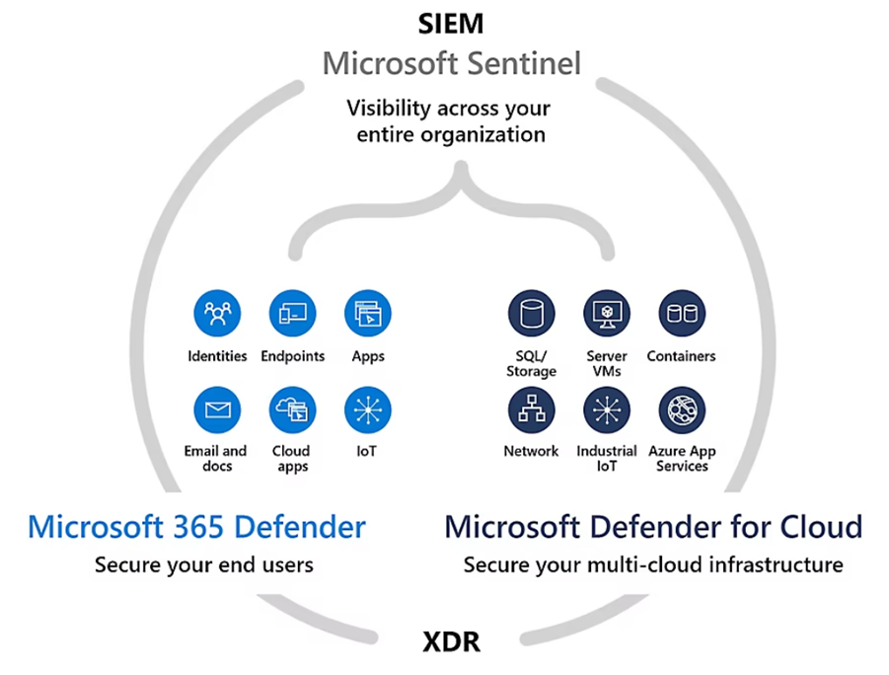 SIEM
Microsoft Sentinel
Visibility across your
entire organization
Identities
Endpoints
Apps
Email and
docs
Cloud
apps
IoT
SQL/
Storage
Server
VMs
Containers
Network
Industrial
IoT
Azure App
Services
Microsoft 365 Defender
Secure your end users
Microsoft Defender for Cloud
Secure your multi-cloud infrastructure
XDR